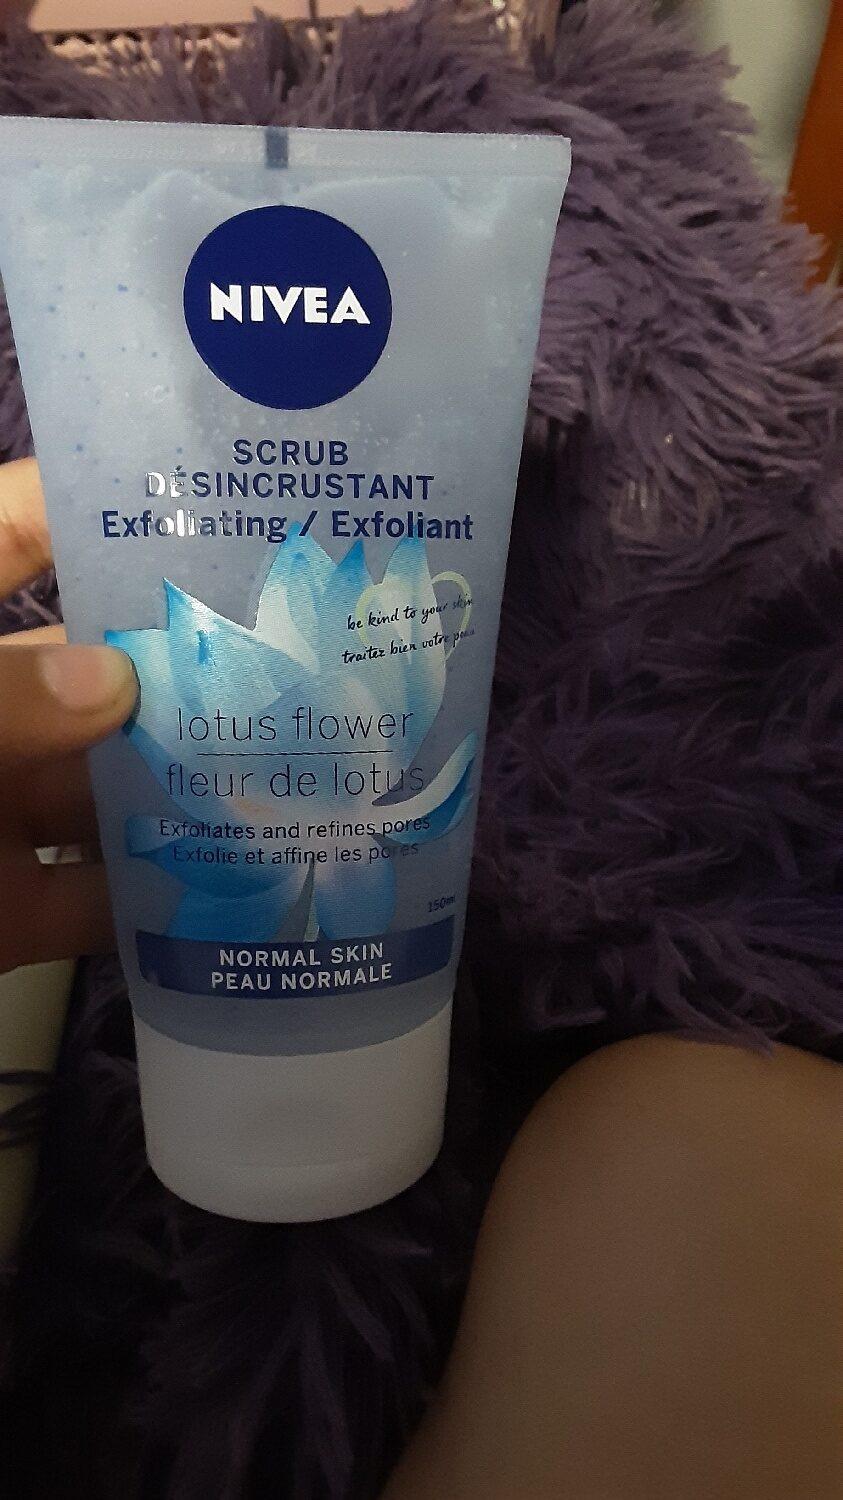 NIVEA
SCRUB
DÉSINCRUSTANT
Exfoliating / Exfoliant
be kind to your skin
traitez bien votre peau
lotus flower
fleur de lotus
Exfoliates and refines pores
Exfolie et affine les pores
150ml
NORMAL SKIN
PEAU NORMALE